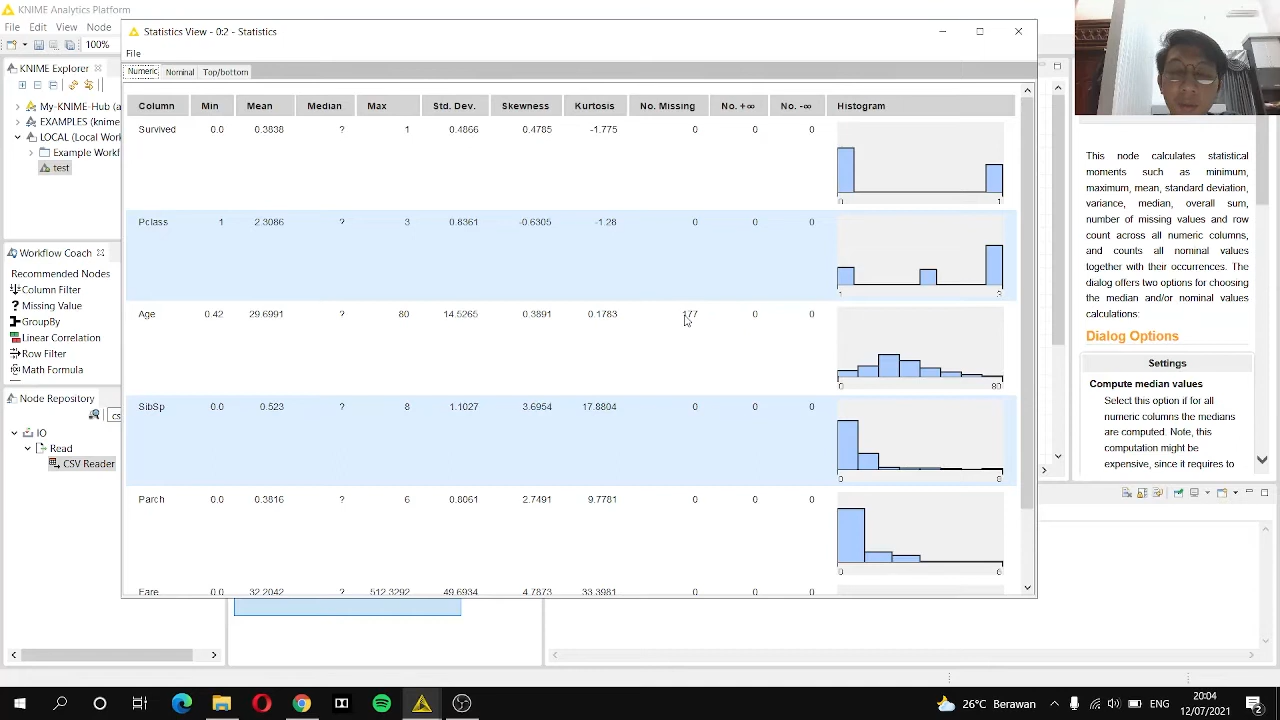 KNIME Analytics Platform
File Edit View Node
100%
KNIME Explorer
My-KNIME-Hub (a
EXAMPLES (knime
LOCAL (Local Work
Example Workf
test
Workflow Coach
Recommended Nodes
Column Filter
Missing Value
GroupBy
Linear Correlation
Row Filter
Math Formula
Node Repository
cs
IO
Read
CSV Reader
Statistics View - 2:2 - Statistics
File
Numeric Nominal Top/bottom
Column Min Mean Median Max Std. Dev. Skewness Kurtosis No. Missing No. +∞ No. -∞ Histogram
Survived 0.0 0.3838 ? 1 0.4866 0.4785 -1.775 0 0 0
0 1
Pclass 1 2.3086 ? 3 0.8361 -0.6305 -1.28 0 0 0
1 3
Age 0.42 29.6991 ? 80 14.5265 0.3891 0.1783 177 0 0
0 80
SibSp 0.0 0.523 ? 8 1.1027 3.6954 17.8804 0 0 0
0 8
Parch 0.0 0.3816 ? 6 0.8061 2.7491 9.7781 0 0 0
0 6
Fare 0.0 32.2042 ? 512.3292 49.6934 4.7873 33.3981 0 0 0
This node calculates statistical
moments such as minimum,
maximum, mean, standard deviation,
variance, median, overall sum,
number of missing values and row
count across all numeric columns,
and counts all nominal values
together with their occurrences. The
dialog offers two options for choosing
the median and/or nominal values
calculations:
Dialog Options
Settings
Compute median values
Select this option if for all
numeric columns the medians
are computed. Note, this
computation might be
expensive, since it requires to
26°C Berawan
ENG
20:04
12/07/2021
2